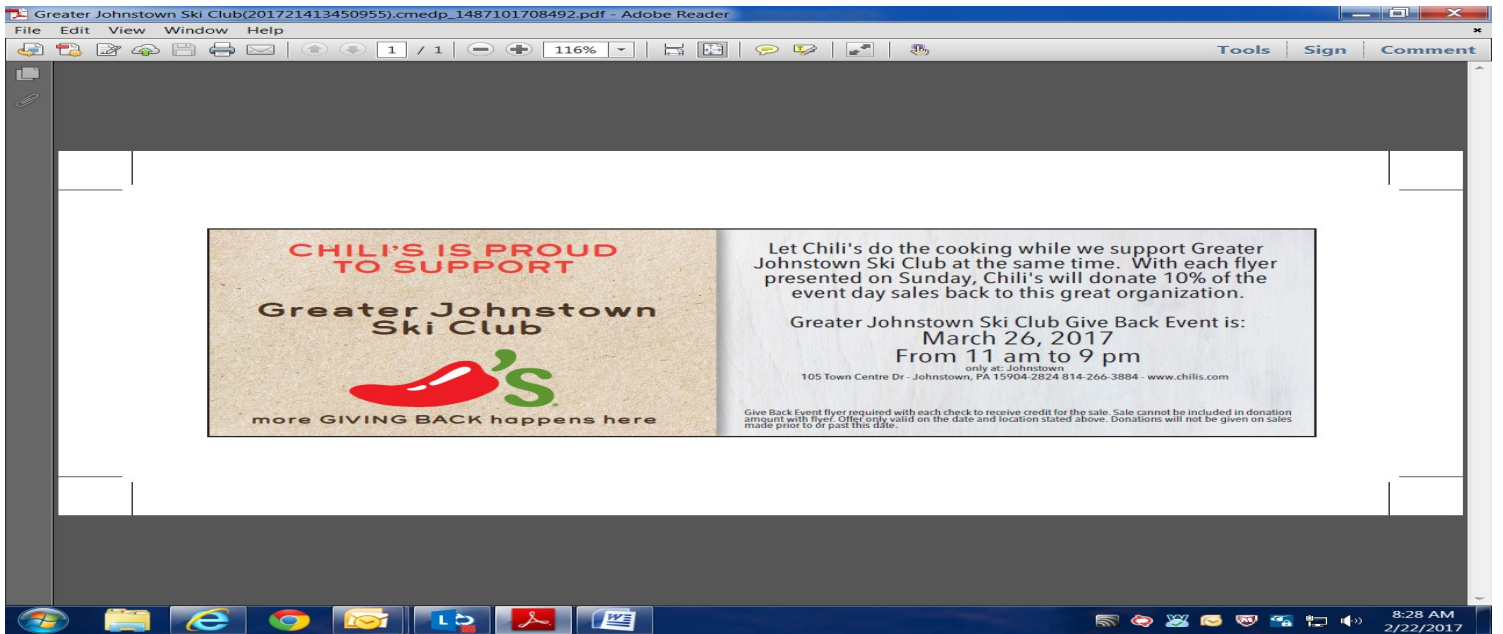 Greater Johnstown Ski Club(201721413450955).cmedp_1487101708492.pdf - Adobe Reader
File Edit View Window Help
1 / 1 116% Tools Sign Comment
CHILI'S IS PROUD
TO SUPPORT
Greater Johnstown
Ski Club
'S
more GIVING BACK happens here
Let Chili's do the cooking while we support Greater
Johnstown Ski Club at the same time. With each flyer
presented on Sunday, Chili's will donate 10% of the
event day sales back to this great organization.
Greater Johnstown Ski Club Give Back Event is:
March 26, 2017
From 11 am to 9 pm
only at: Johnstown
105 Town Centre Dr - Johnstown, PA 15904-2824 814-266-3884 - www.chilis.com
Give Back Event flyer required with each check to receive credit for the sale. Sale cannot be included in donation
amount with flyer. Offer only valid on the date and location stated above. Donations will not be given on sales
made prior to or past this date.
8:28 AM
2/22/2017